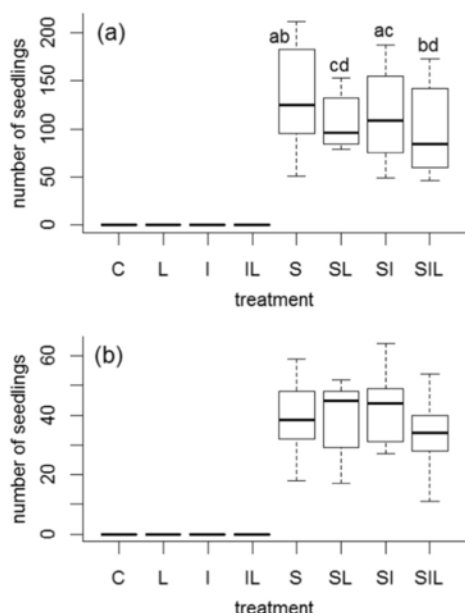 (a)
ab cd ac bd
number of seedlings
200
150
100
50
0
C L I IL S SL SI SIL
treatment
(b)
number of seedlings
60
40
20
0
C L I IL S SL SI SIL
treatment